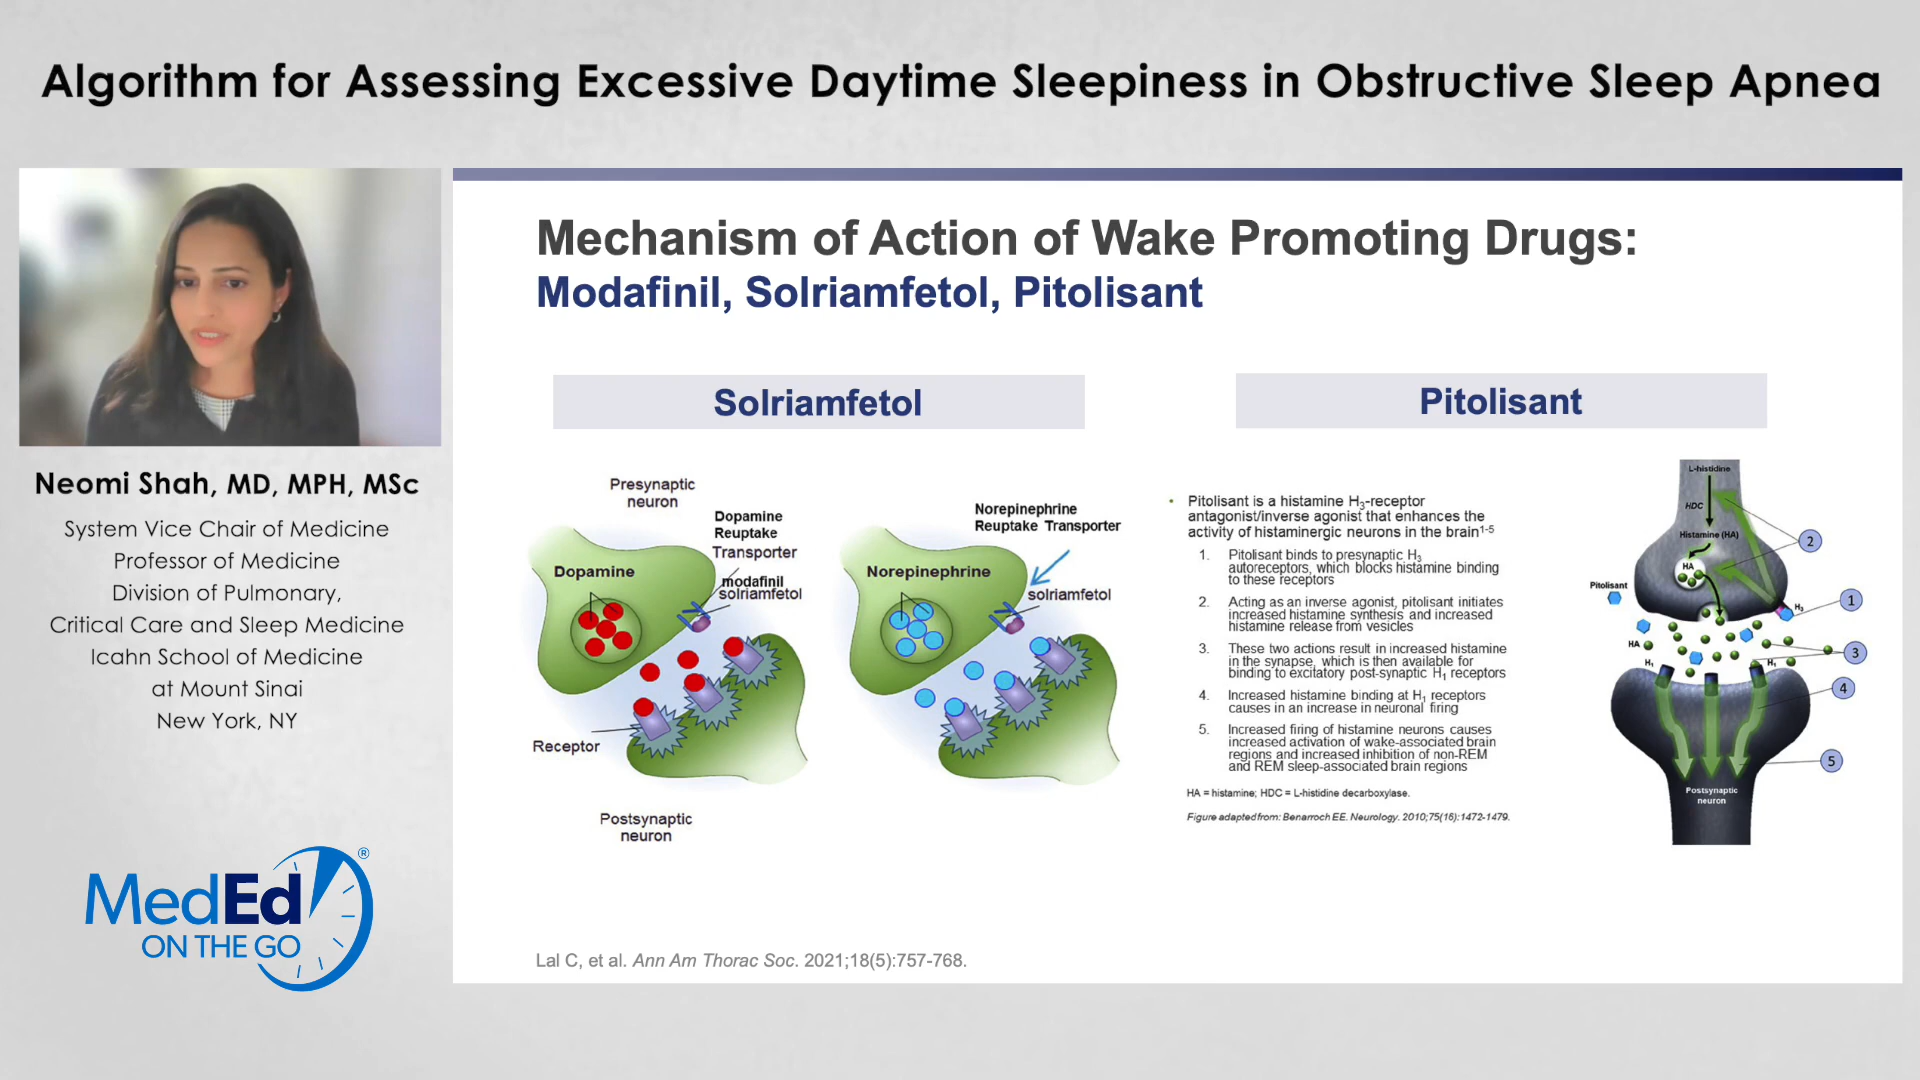 Algorithm for Assessing Excessive Daytime Sleepiness in Obstructive Sleep Apnea
Neomi Shah, MD, MPH, MSc
System Vice Chair of Medicine
Professor of Medicine
Division of Pulmonary,
Critical Care and Sleep Medicine
Icahn School of Medicine
at Mount Sinai
New York, NY
MedEd®
ON THE GO
Mechanism of Action of Wake Promoting Drugs:
Modafinil, Solriamfetol, Pitolisant
Solriamfetol
Presynaptic
neuron
Dopamine
Reuptake
Transporter
Dopamine
modafinil
solriamfetol
Receptor
Postsynaptic
neuron
Norepinephrine
Reuptake Transporter
Norepinephrine
solriamfetol
Pitolisant
• Pitolisant is a histamine H3-receptor
antagonist/inverse agonist that enhances the
activity of histaminergic neurons in the brain1-5
1. Pitolisant binds to presynaptic H3
autoreceptors, which blocks histamine binding
to these receptors
2. Acting as an inverse agonist, pitolisant initiates
increased histamine synthesis and increased
histamine release from vesicles
3. These two actions result in increased histamine
in the synapse, which is then available for
binding to excitatory post-synaptic H1 receptors
4. Increased histamine binding at H1 receptors
causes in an increase in neuronal firing
5. Increased firing of histamine neurons causes
increased activation of wake-associated brain
regions and increased inhibition of non-REM
and REM sleep-associated brain regions
HA = histamine; HDC = L-histidine decarboxylase.
Figure adapted from: Benarroch EE. Neurology. 2010;75(16):1472-1479.
L-histidine
HDC
Histamine (HA)
2
HA
Pitolisant
1
H3
HA
3
H1
H1
4
5
Postsynaptic
neuron
Lal C, et al. Ann Am Thorac Soc. 2021;18(5):757-768.